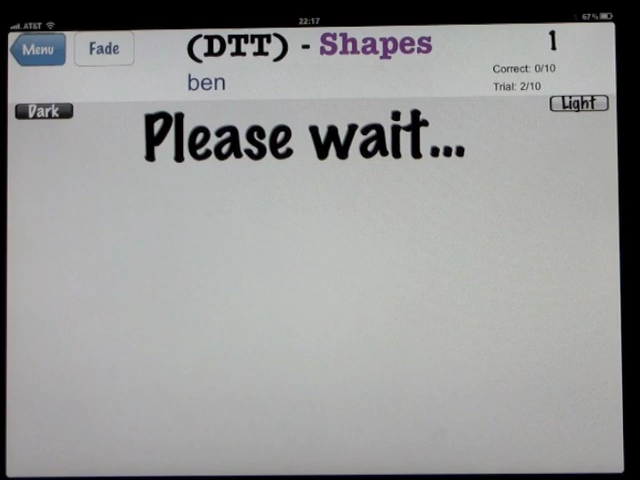 AT&T 22:17 67%
Menu Fade (DTT) - Shapes 1
ben
Correct: 0/10
Trial: 2/10
Dark Light
Please wait...